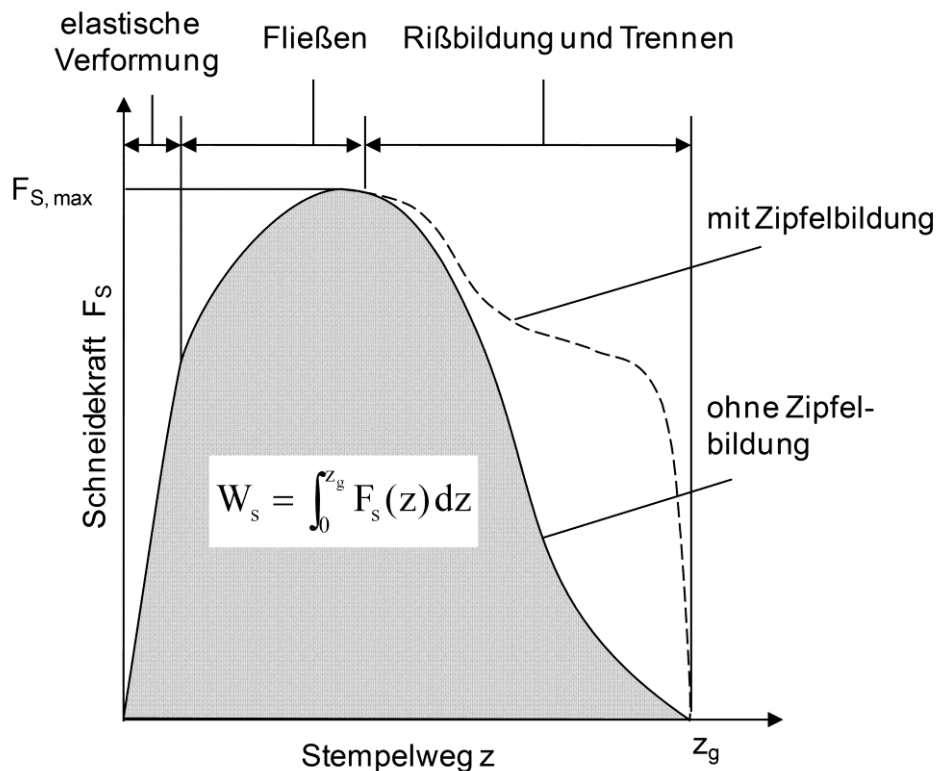 elastische
Verformung
Fließen
Rißbildung und Trennen
F_S, max
mit Zipfelbildung
Schneidekraft F_S
ohne Zipfel-
bildung
W_s = ∫_0^{z_g} F_s(z) dz
Stempelweg z
z_g